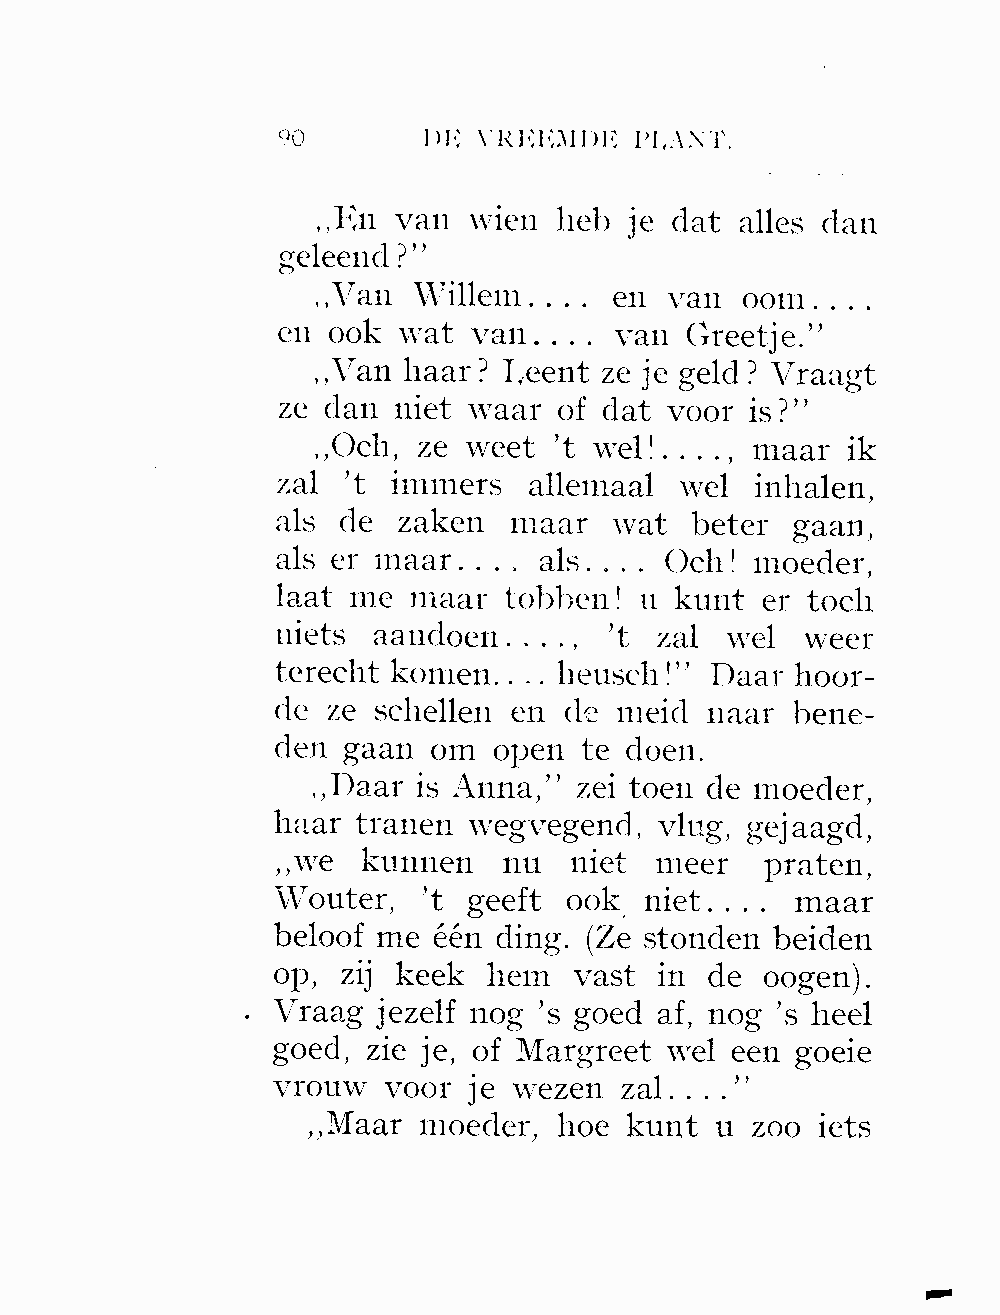 90 DE VREEMDE PLANT.
„En van wien heb je dat alles dan
geleend?”
„Van Willem.... en van oom....
en ook wat van.... van Greetje.”
„Van haar? Leent ze je geld? Vraagt
ze dan niet waar of dat voor is?”
„Och, ze weet ’t wel!...., maar ik
zal ’t immers allemaal wel inhalen,
als de zaken maar wat beter gaan,
als er maar.... als.... Och! moeder,
laat me maar tobben! u kunt er toch
niets aandoen...., ’t zal wel weer
terecht komen.... heusch!” Daar hoor-
de ze schellen en de meid naar bene-
den gaan om open te doen.
„Daar is Anna,” zei toen de moeder,
haar tranen wegvegend, vlug, gejaagd,
„we kunnen nu niet meer praten,
Wouter, ’t geeft ook niet.... maar
beloof me één ding. (Ze stonden beiden
op, zij keek hem vast in de oogen).
Vraag jezelf nog ’s goed af, nog ’s heel
goed, zie je, of Margreet wel een goeie
vrouw voor je wezen zal....”
„Maar moeder, hoe kunt u zoo iets